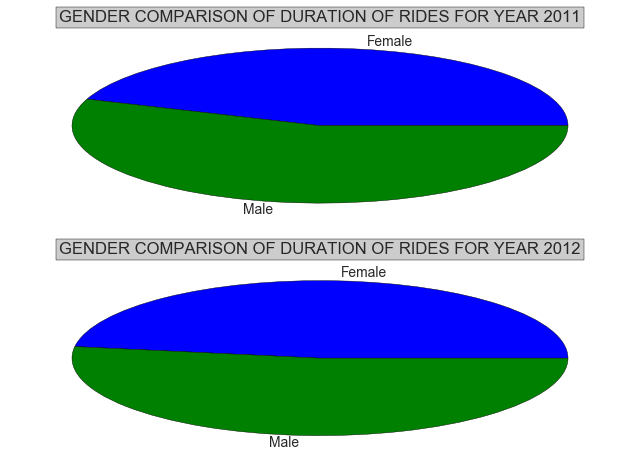 GENDER COMPARISON OF DURATION OF RIDES FOR YEAR 2011
Female
Male
GENDER COMPARISON OF DURATION OF RIDES FOR YEAR 2012
Female
Male